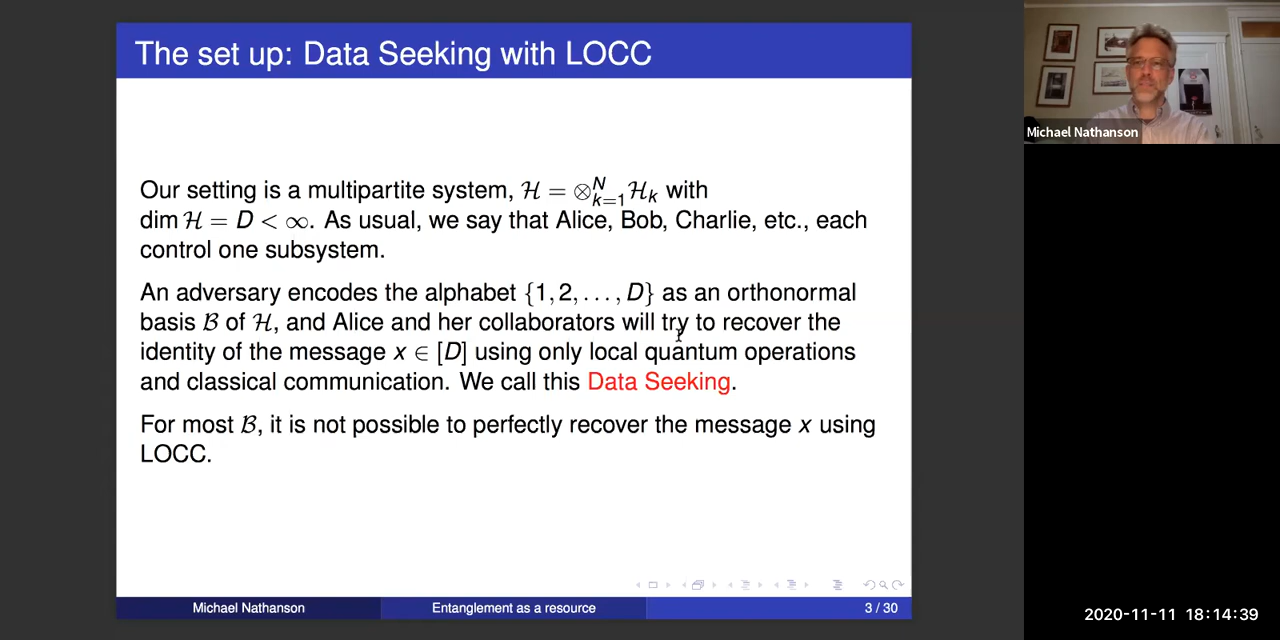 The set up: Data Seeking with LOCC
Our setting is a multipartite system, ℋ = ⊗ᴺₖ₌₁ℋₖ with
dim ℋ = D < ∞. As usual, we say that Alice, Bob, Charlie, etc., each
control one subsystem.
An adversary encodes the alphabet {1, 2, . . . , D} as an orthonormal
basis ℬ of ℋ, and Alice and her collaborators will try to recover the
identity of the message x ∈ [D] using only local quantum operations
and classical communication. We call this Data Seeking.
For most ℬ, it is not possible to perfectly recover the message x using
LOCC.
Michael Nathanson
Entanglement as a resource
3 / 30
Michael Nathanson
2020-11-11 18:14:39